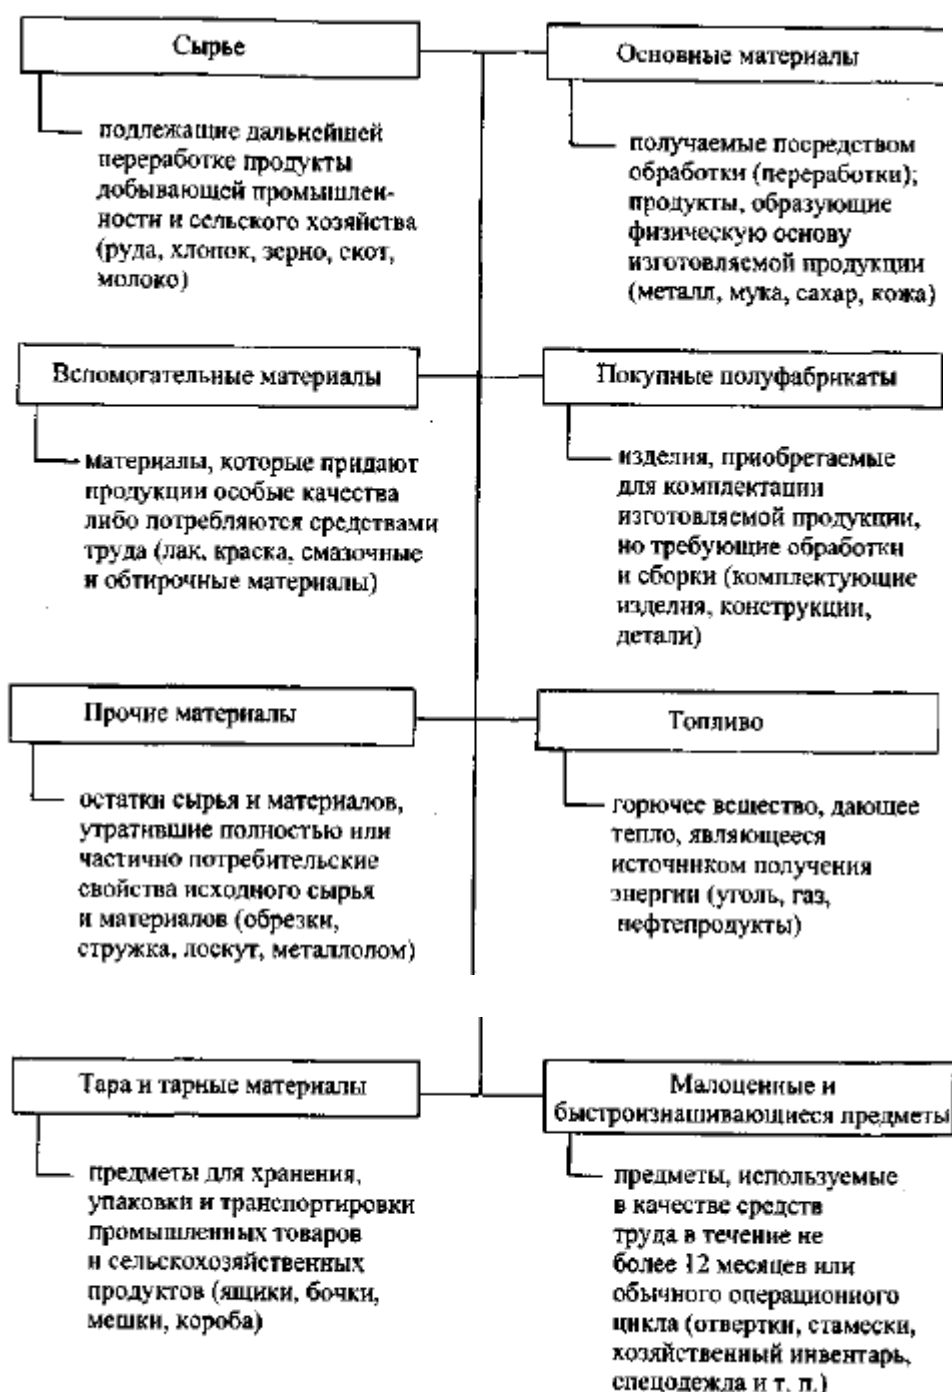 Сырье
подлежащие дальнейшей
переработке продукты
добывающей промышлен-
ности и сельского хозяйства
(руда, хлопок, зерно, скот,
молоко)
Основные материалы
получаемые посредством
обработки (переработки);
продукты, образующие
физическую основу
изготовляемой продукции
(металл, мука, сахар, кожа)
Вспомогательные материалы
материалы, которые придают
продукции особые качества
либо потребляются средствами
труда (лак, краска, смазочные
и обтирочные материалы)
Покупные полуфабрикаты
изделия, приобретаемые
для комплектации
изготовляемой продукции,
но требующие обработки
и сборки (комплектующие
изделия, конструкции,
детали)
Прочие материалы
остатки сырья и материалов,
утратившие полностью или
частично потребительские
свойства исходного сырья
и материалов (обрезки,
стружка, лоскут, металлолом)
Топливо
горючее вещество, дающее
тепло, являющееся
источником получения
энергии (уголь, газ,
нефтепродукты)
Тара и тарные материалы
предметы для хранения,
упаковки и транспортировки
промышленных товаров
и сельскохозяйственных
продуктов (ящики, бочки,
мешки, короба)
Малоценные и
быстроизнашивающиеся предметы
предметы, используемые
в качестве средств
труда в течение не
более 12 месяцев или
обычного операционного
цикла (отвертки, стамески,
хозяйственный инвентарь,
спецодежда и т. п.)